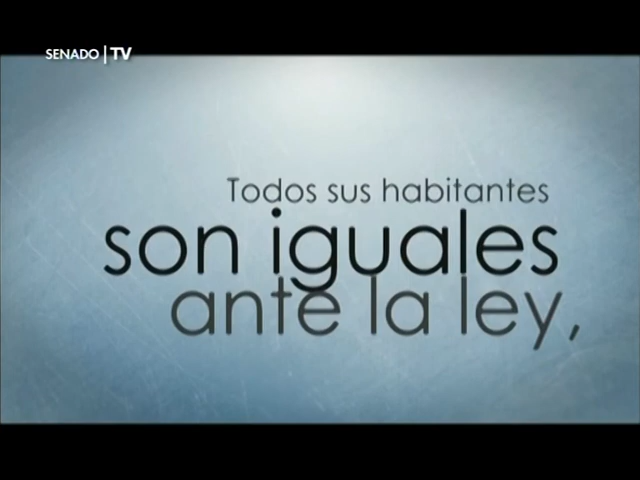 SENADO | TV
Todos sus habitantes
son iguales
ante la ley,